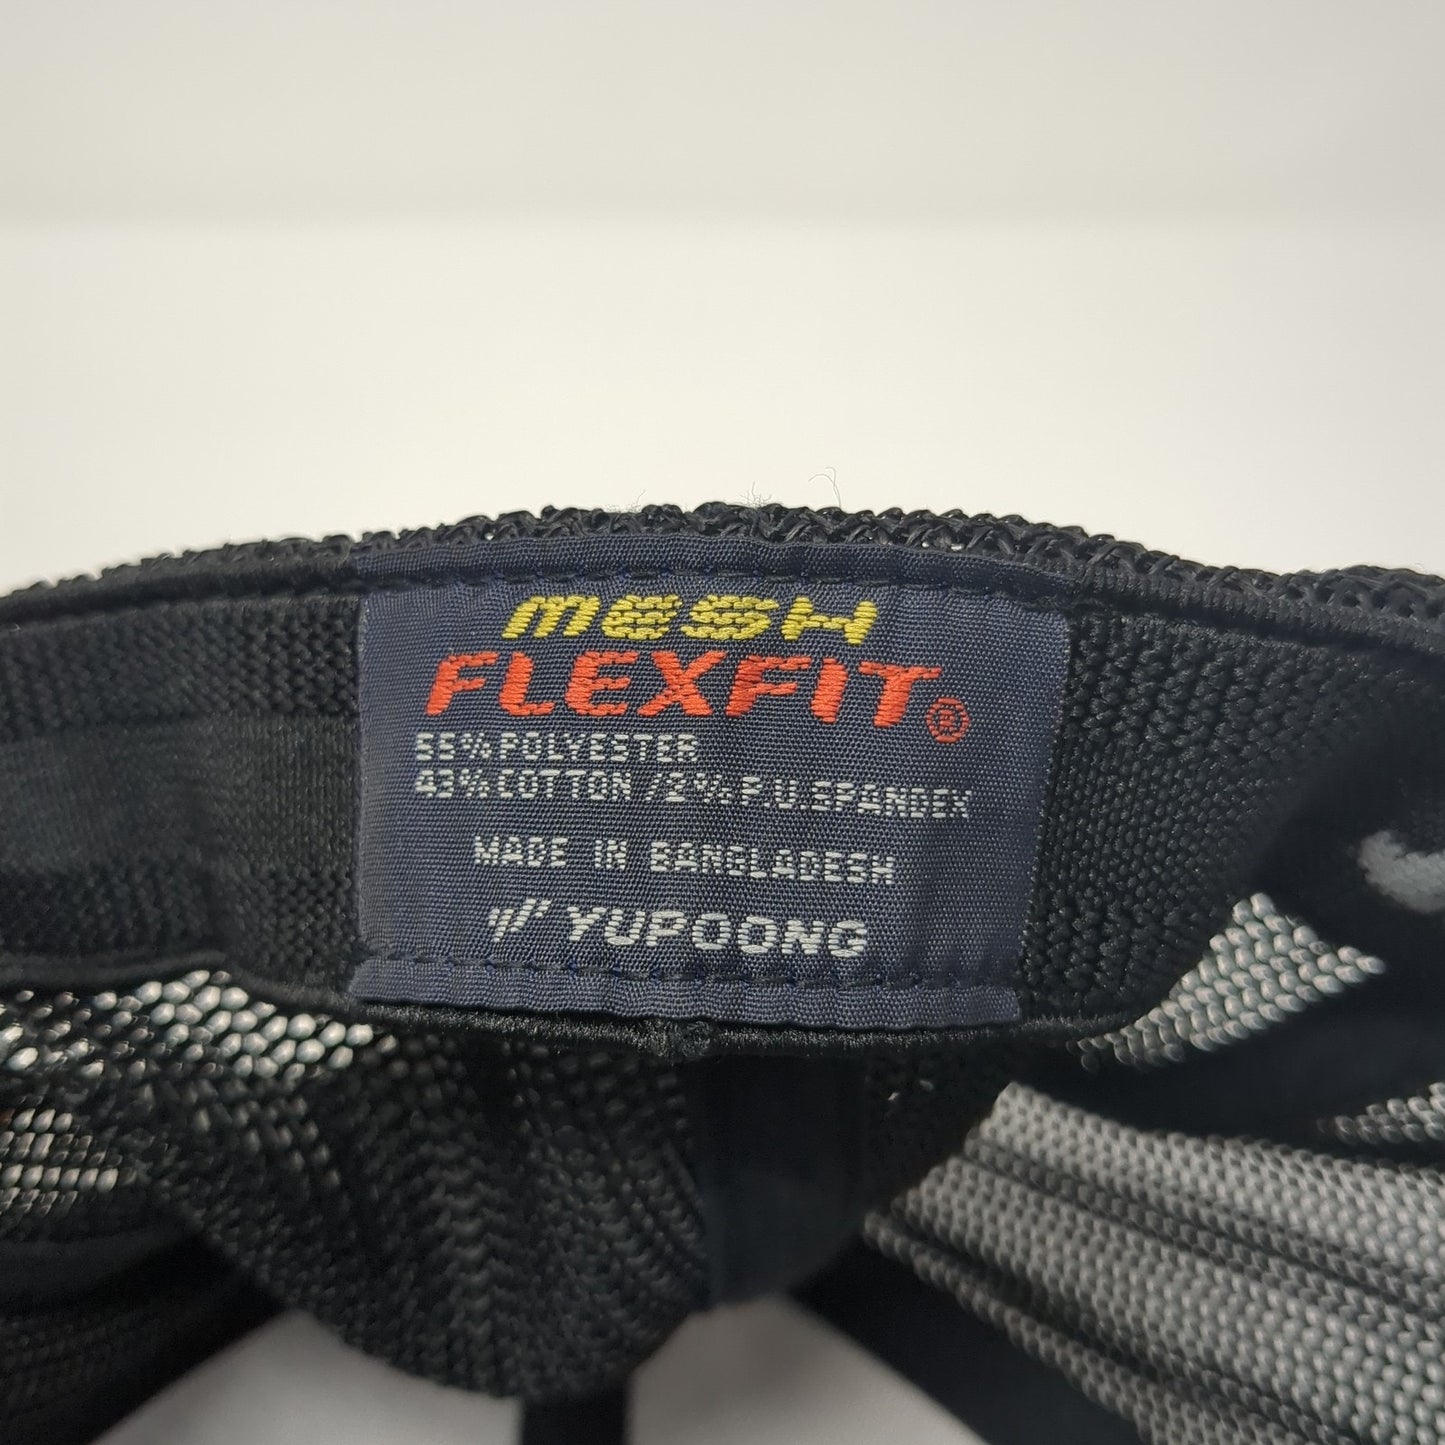 MESH
FLEXFIT®
55% POLYESTER
43% COTTON / 2% P.U. SPANDEX
MADE IN BANGLADESH
YUPOONG